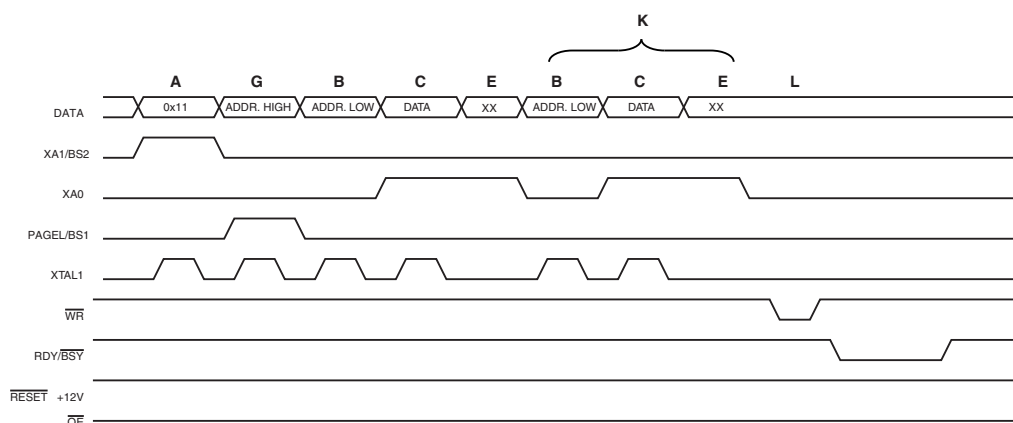 K
A G B C E B C E L
DATA 0x11 ADDR. HIGH ADDR. LOW DATA XX ADDR. LOW DATA XX
XA1/BS2
XA0
PAGEL/BS1
XTAL1
WR
RDY/BSY
RESET +12V
OE